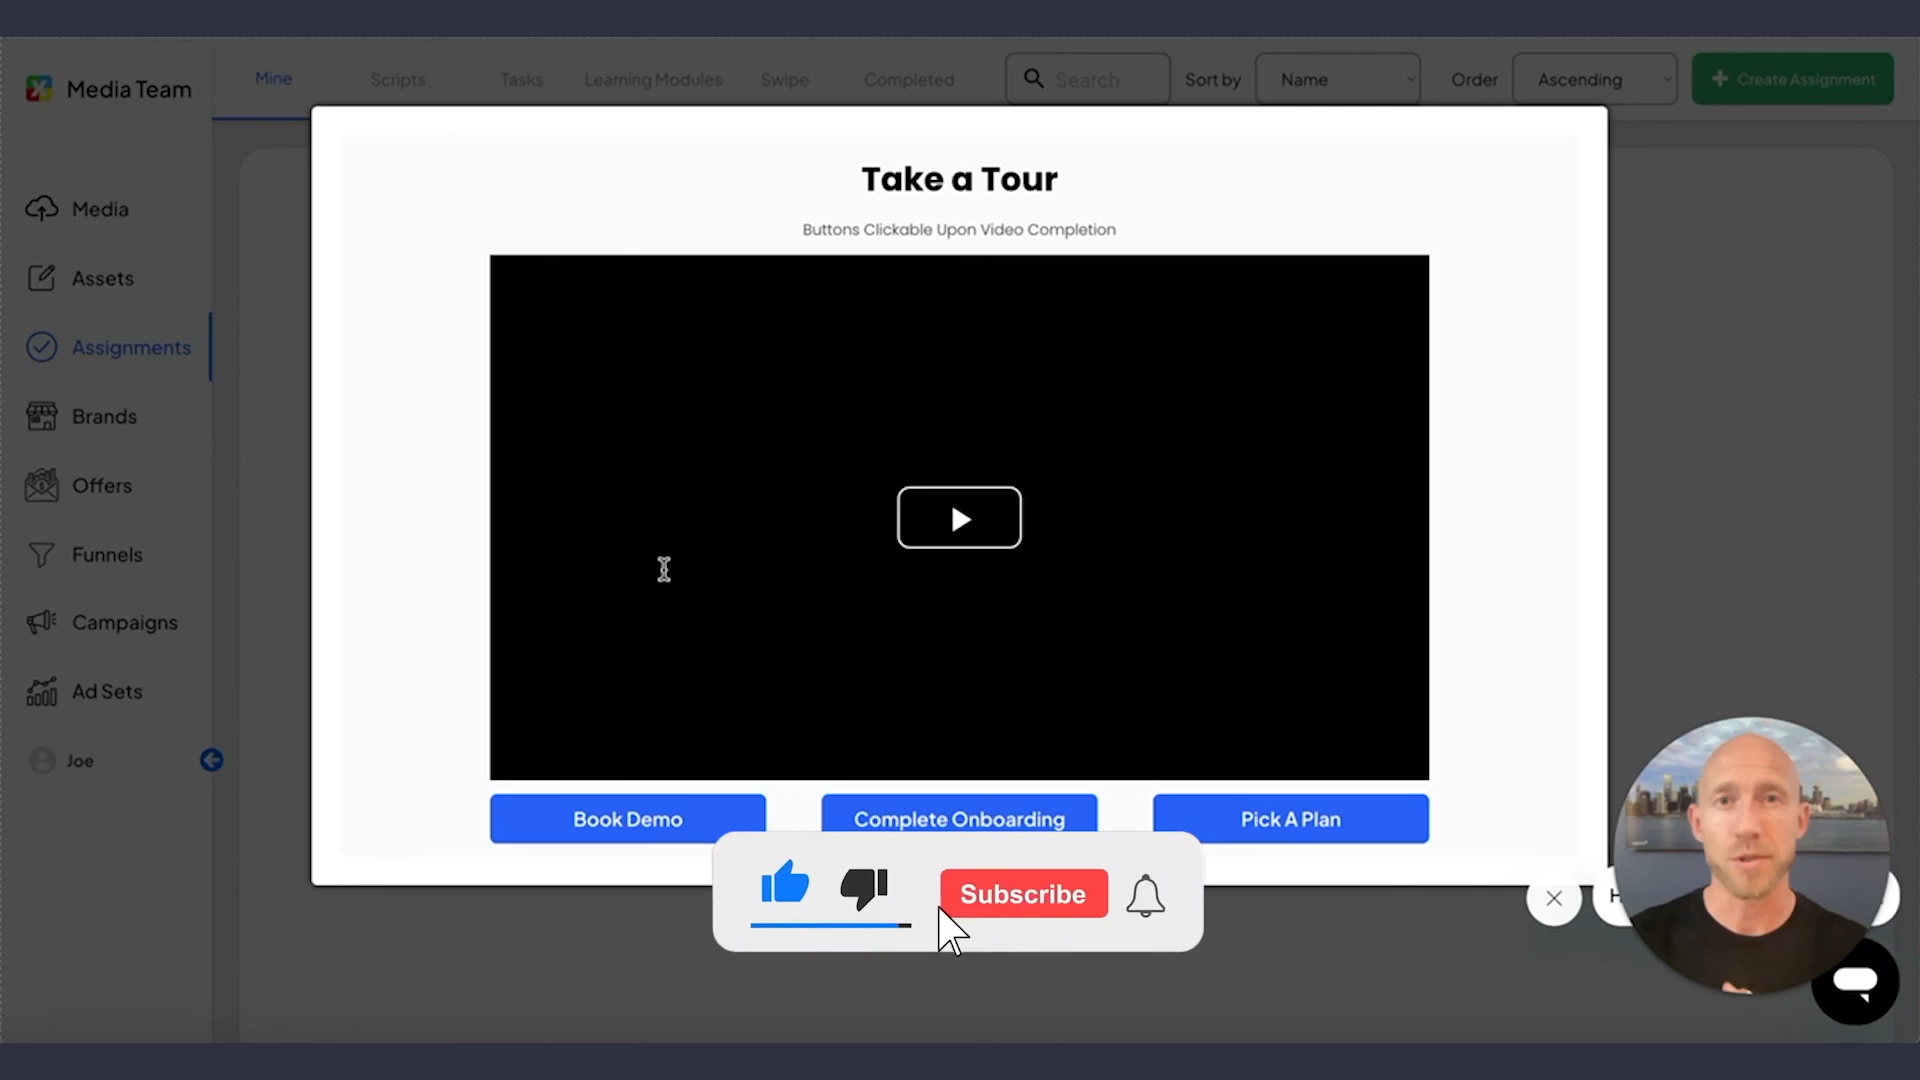 Media Team
Mine
Scripts
Tasks
Learning Modules
Swipe
Completed
Search
Sort by
Name
Order
Ascending
Create Assignment
Media
Assets
Assignments
Brands
Offers
Funnels
Campaigns
Ad Sets
Joe
Take a Tour
Buttons Clickable Upon Video Completion
Book Demo
Complete Onboarding
Pick A Plan
Subscribe